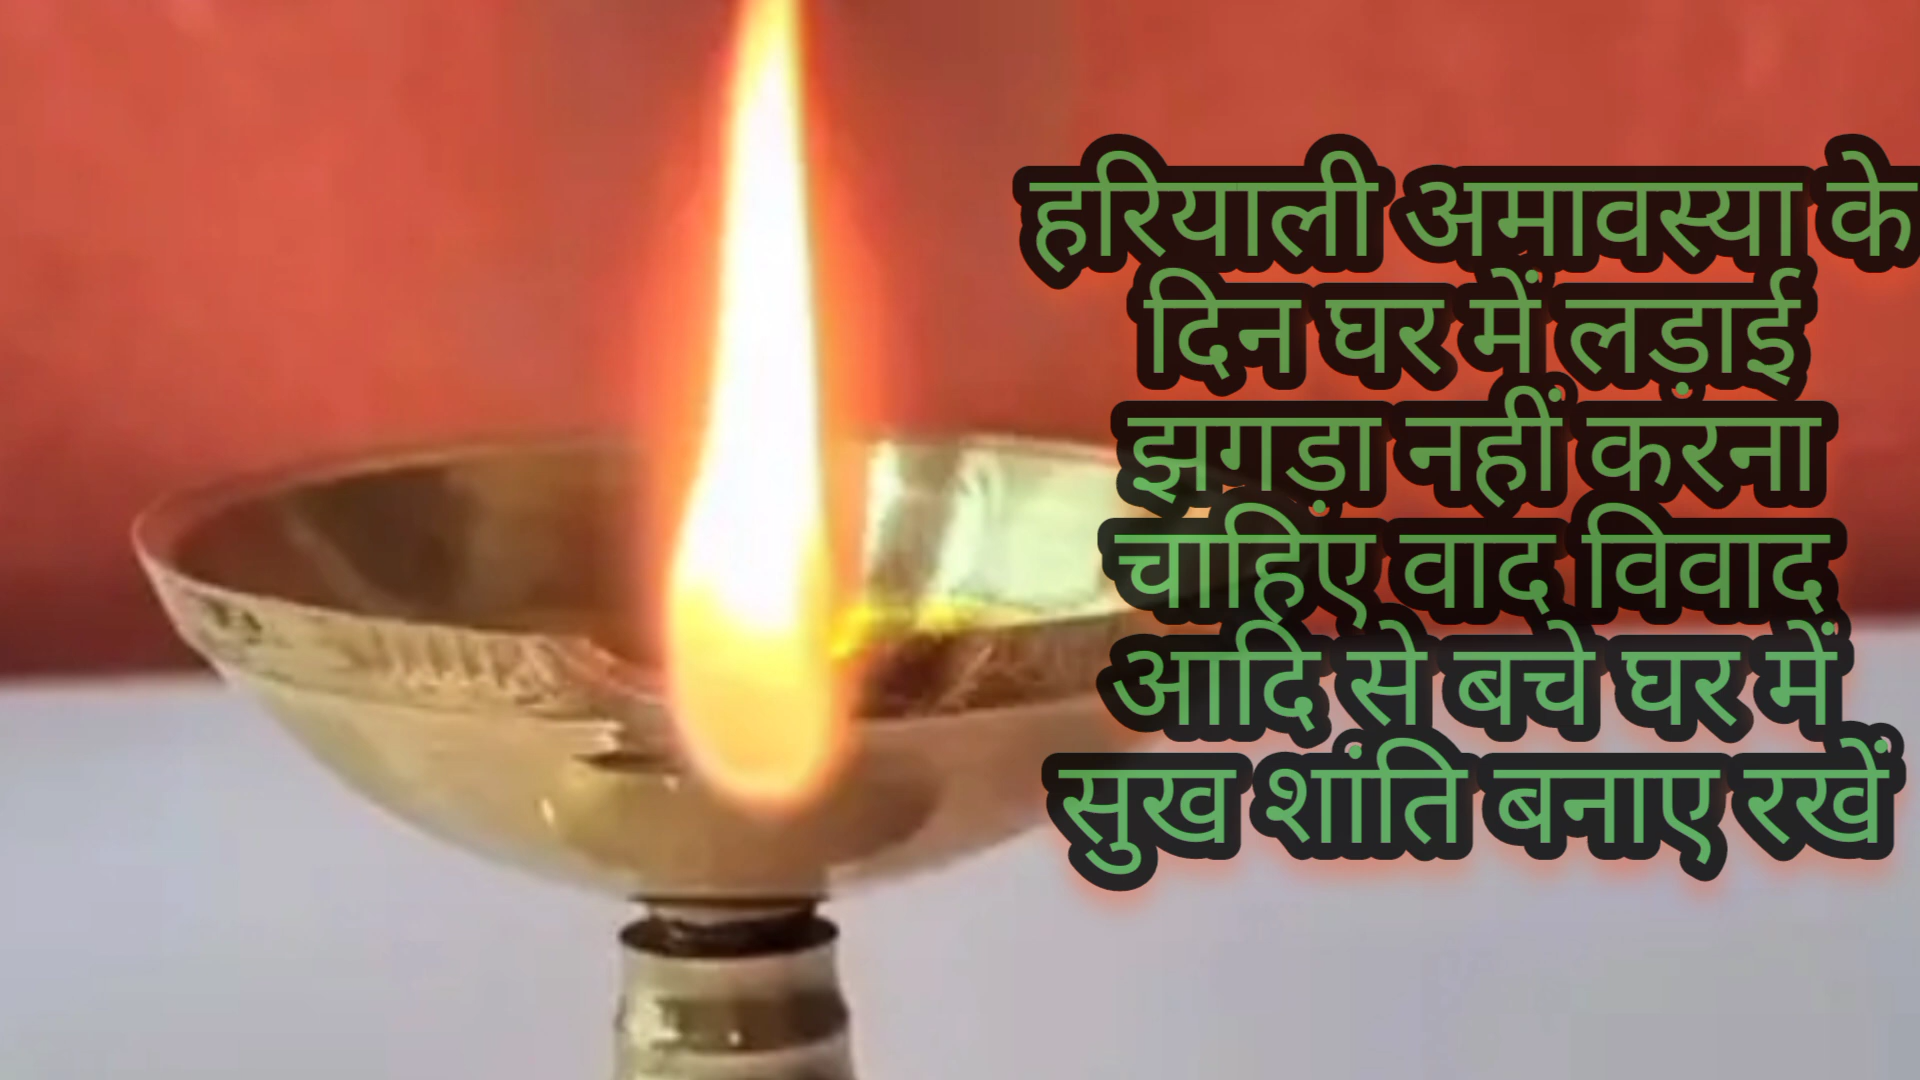 हरियाली अमावस्या के
दिन घर में लड़ाई
झगड़ा नहीं करना
चाहिए वाद विवाद
आदि से बचे घर में
सुख शांति बनाए रखें